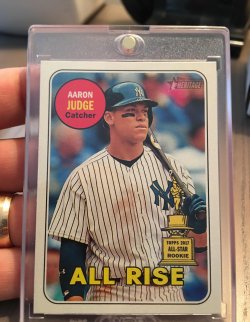 AARON
JUDGE
Catcher
HERITAGE
TOPPS 2017
ALL-STAR
ROOKIE
ALL RISE